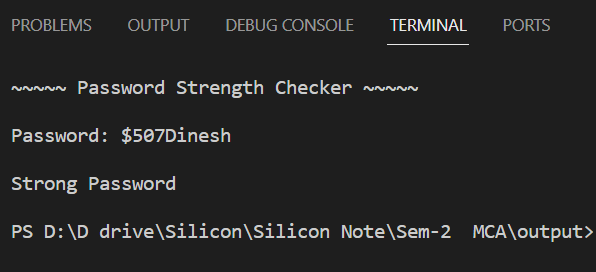 PROBLEMS OUTPUT DEBUG CONSOLE TERMINAL PORTS
~~~~~ Password Strength Checker ~~~~~
Password: $507Dinesh
Strong Password
PS D:\D drive\Silicon\Silicon Note\Sem-2  MCA\output>